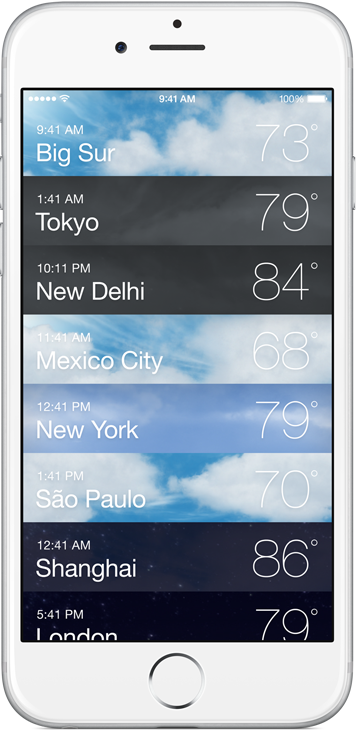 9:41 AM 100%
9:41 AM
Big Sur 73°
1:41 AM
Tokyo 79°
10:11 PM
New Delhi 84°
11:41 AM
Mexico City 68°
12:41 PM
New York 79°
1:41 PM
São Paulo 70°
12:41 AM
Shanghai 86°
5:41 PM
London 79°